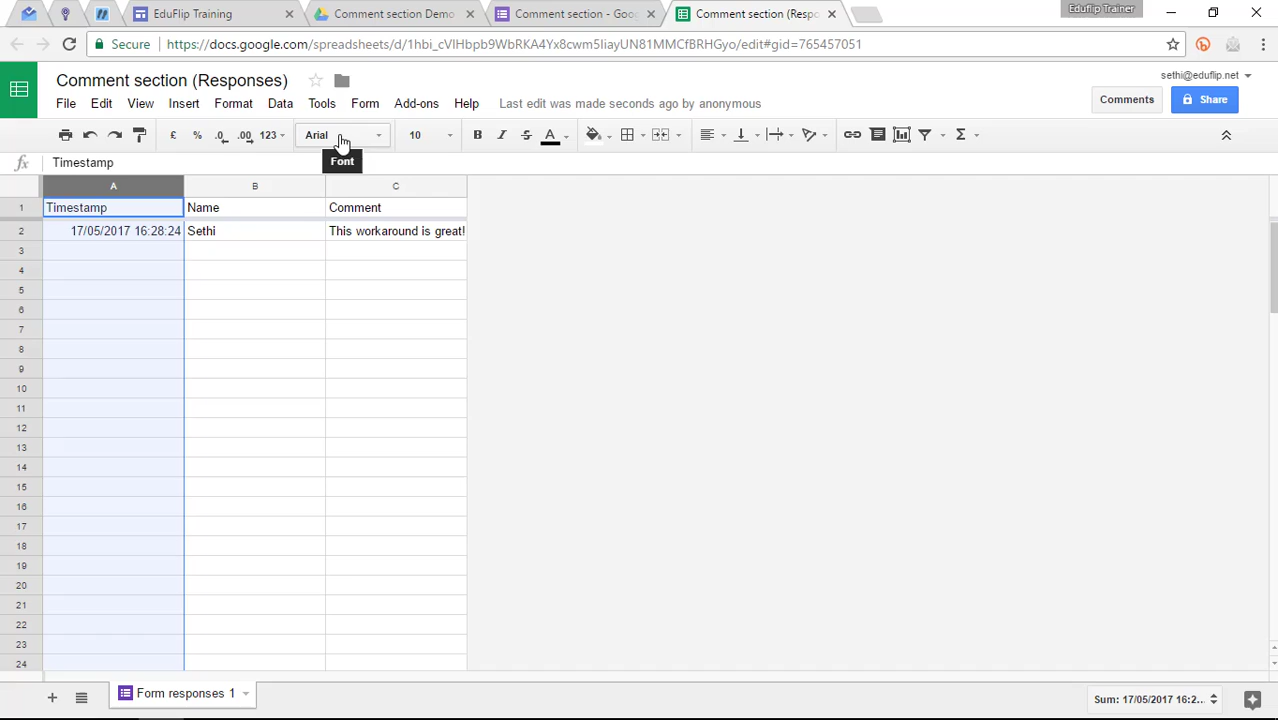 Eduflip Trainer
EduFlip Training
Comment section Demo
Comment section - Goo
Comment section (Respo
Secure
https://docs.google.com/spreadsheets/d/1hbi_cVlHbpb9WbRKA4Yx8cwm5IiayUN81MMCfBRHGyo/edit#gid=765457051
Comment section (Responses)
sethi@eduflip.net
File Edit View Insert Format Data Tools Form Add-ons Help Last edit was made seconds ago by anonymous
Comments
Share
£ % .0 .00 123 Arial 10 B I S A Σ
Font
fx Timestamp
A B C
1 Timestamp Name Comment
2 17/05/2017 16:28:24 Sethi This workaround is great!
3
4
5
6
7
8
9
10
11
12
13
14
15
16
17
18
19
20
21
22
23
24
+ Form responses 1
Sum: 17/05/2017 16:2...